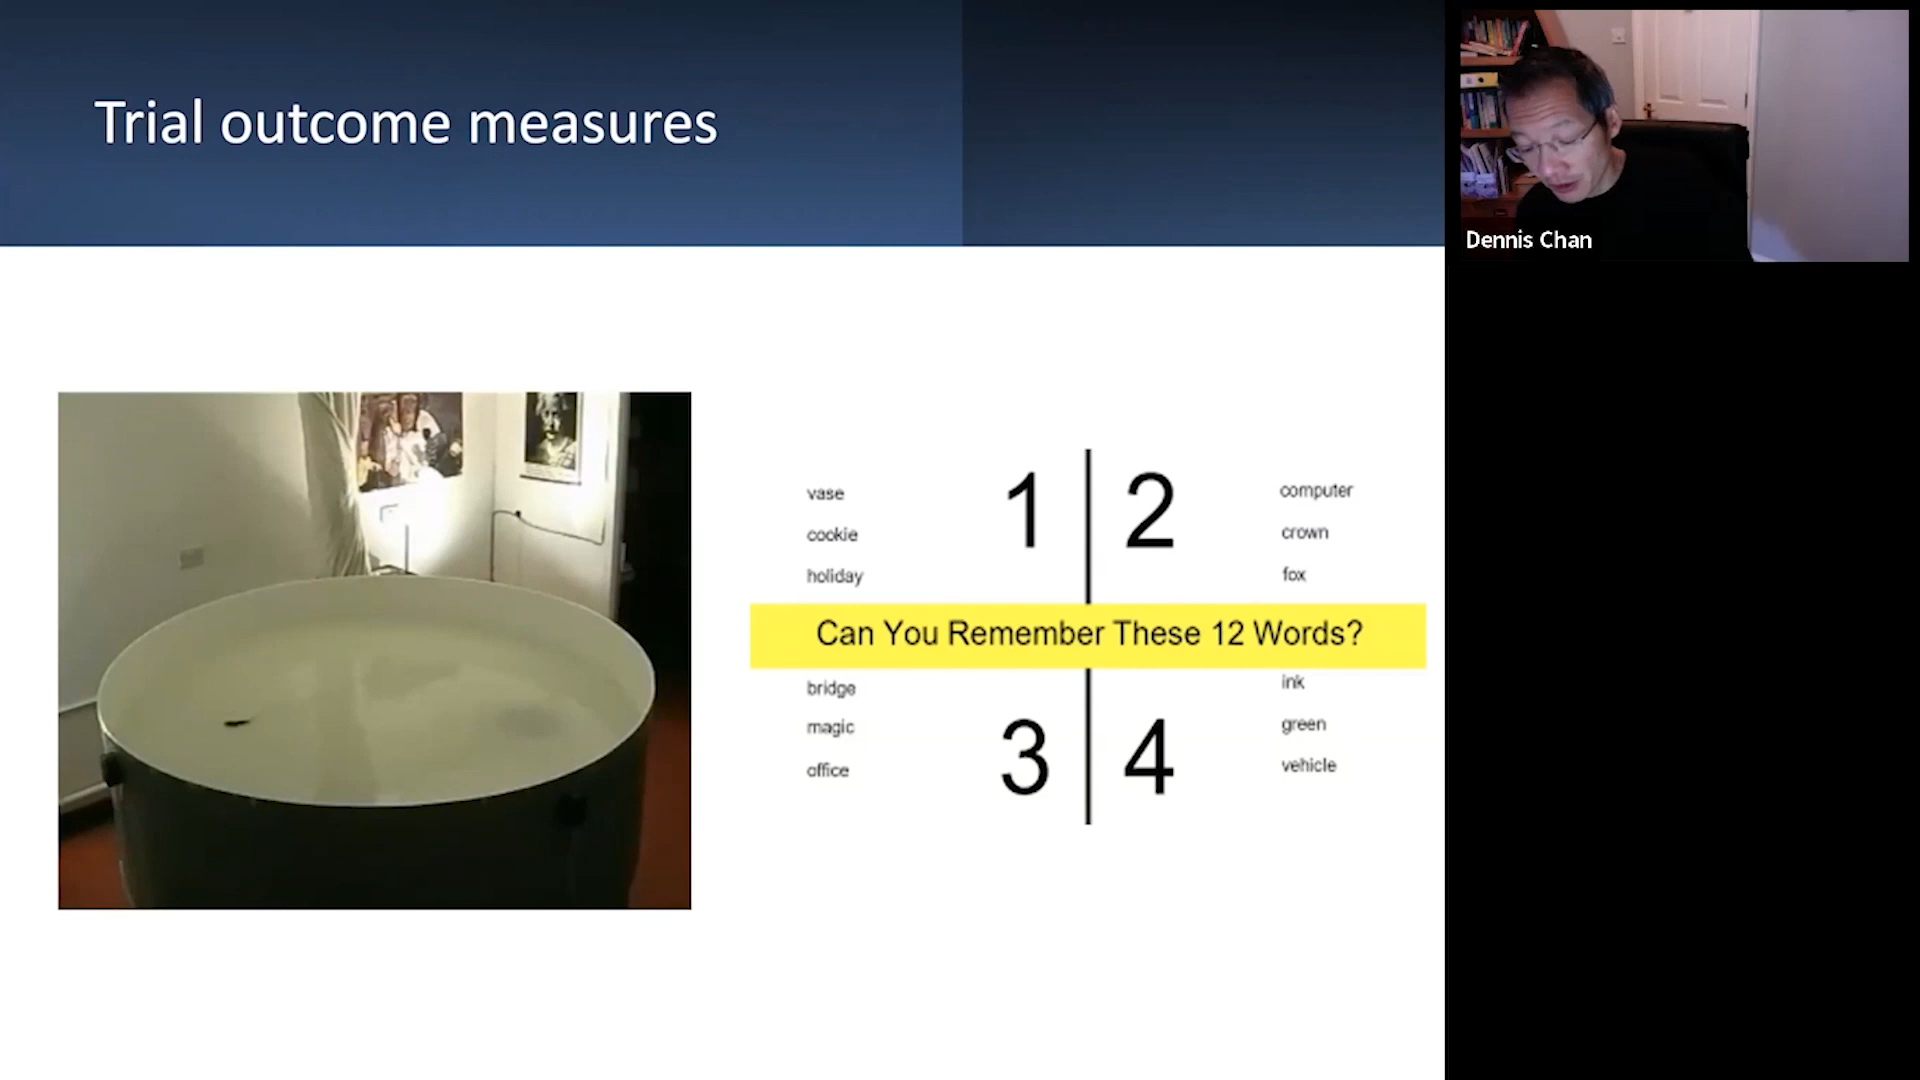 Trial outcome measures
Dennis Chan
vase
cookie
holiday
1
2
computer
crown
fox
Can You Remember These 12 Words?
bridge
magic
office
3
4
ink
green
vehicle